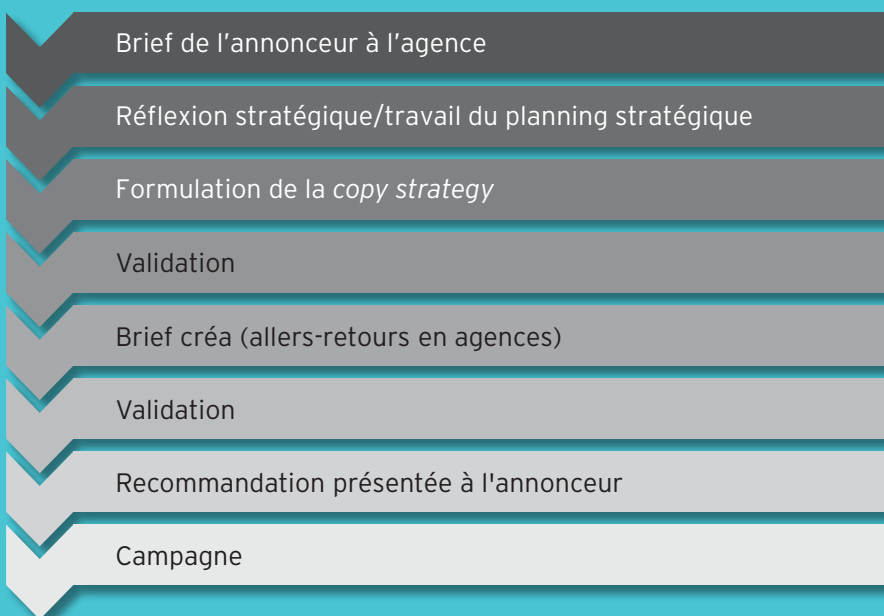 Brief de l’annonceur à l’agence
Réflexion stratégique/travail du planning stratégique
Formulation de la copy strategy
Validation
Brief créa (allers-retours en agences)
Validation
Recommandation présentée à l'annonceur
Campagne